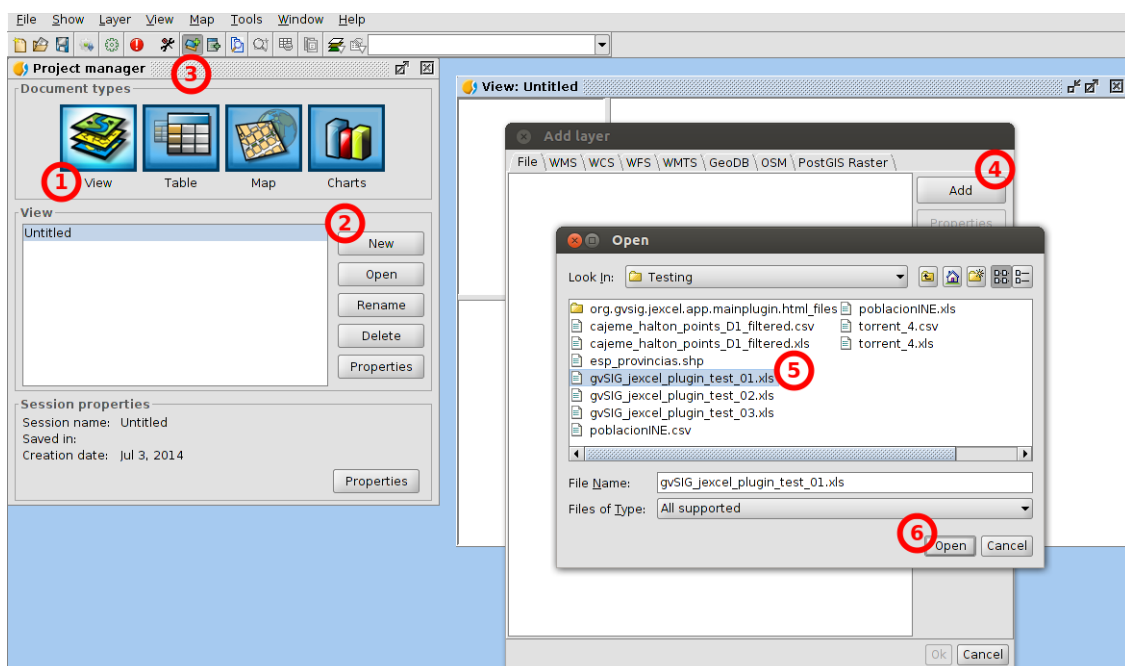 File Show Layer View Map Tools Window Help
Project manager
3
Document types
1
View Table Map Charts
View
2
Untitled
New
Open
Rename
Delete
Properties
Session properties
Session name: Untitled
Saved in:
Creation date: Jul 3, 2014
Properties
View: Untitled
Add layer
File WMS WCS WFS WMTS GeoDB OSM PostGIS Raster
4
Add
Properties
Open
Look In: Testing
org.gvsig.jexcel.app.mainplugin.html_files poblacionINE.xls
cajeme_halton_points_D1_filtered.csv torrent_4.csv
cajeme_halton_points_D1_filtered.xls torrent_4.xls
esp_provincias.shp
gvSIG_jexcel_plugin_test_01.xls 5
gvSIG_jexcel_plugin_test_02.xls
gvSIG_jexcel_plugin_test_03.xls
poblacionINE.csv
File Name: gvSIG_jexcel_plugin_test_01.xls
Files of Type: All supported
6
Open Cancel
Ok Cancel